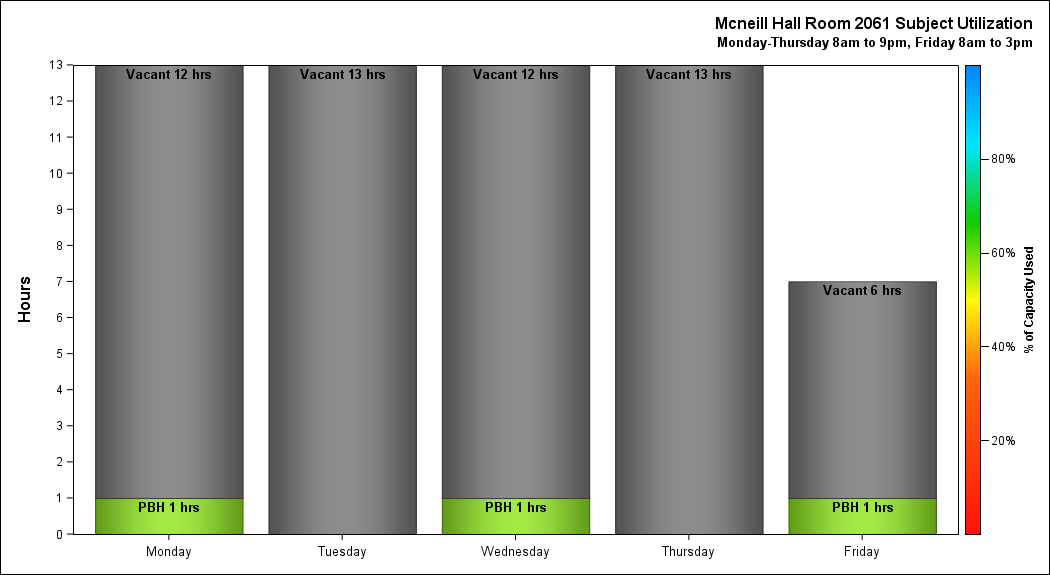 Mcneill Hall Room 2061 Subject Utilization
Monday-Thursday 8am to 9pm, Friday 8am to 3pm
Hours
13
12
11
10
9
8
7
6
5
4
3
2
1
0
Vacant 12 hrs
Vacant 13 hrs
Vacant 12 hrs
Vacant 13 hrs
Vacant 6 hrs
PBH 1 hrs
PBH 1 hrs
PBH 1 hrs
Monday
Tuesday
Wednesday
Thursday
Friday
80%
60%
40%
20%
% of Capacity Used